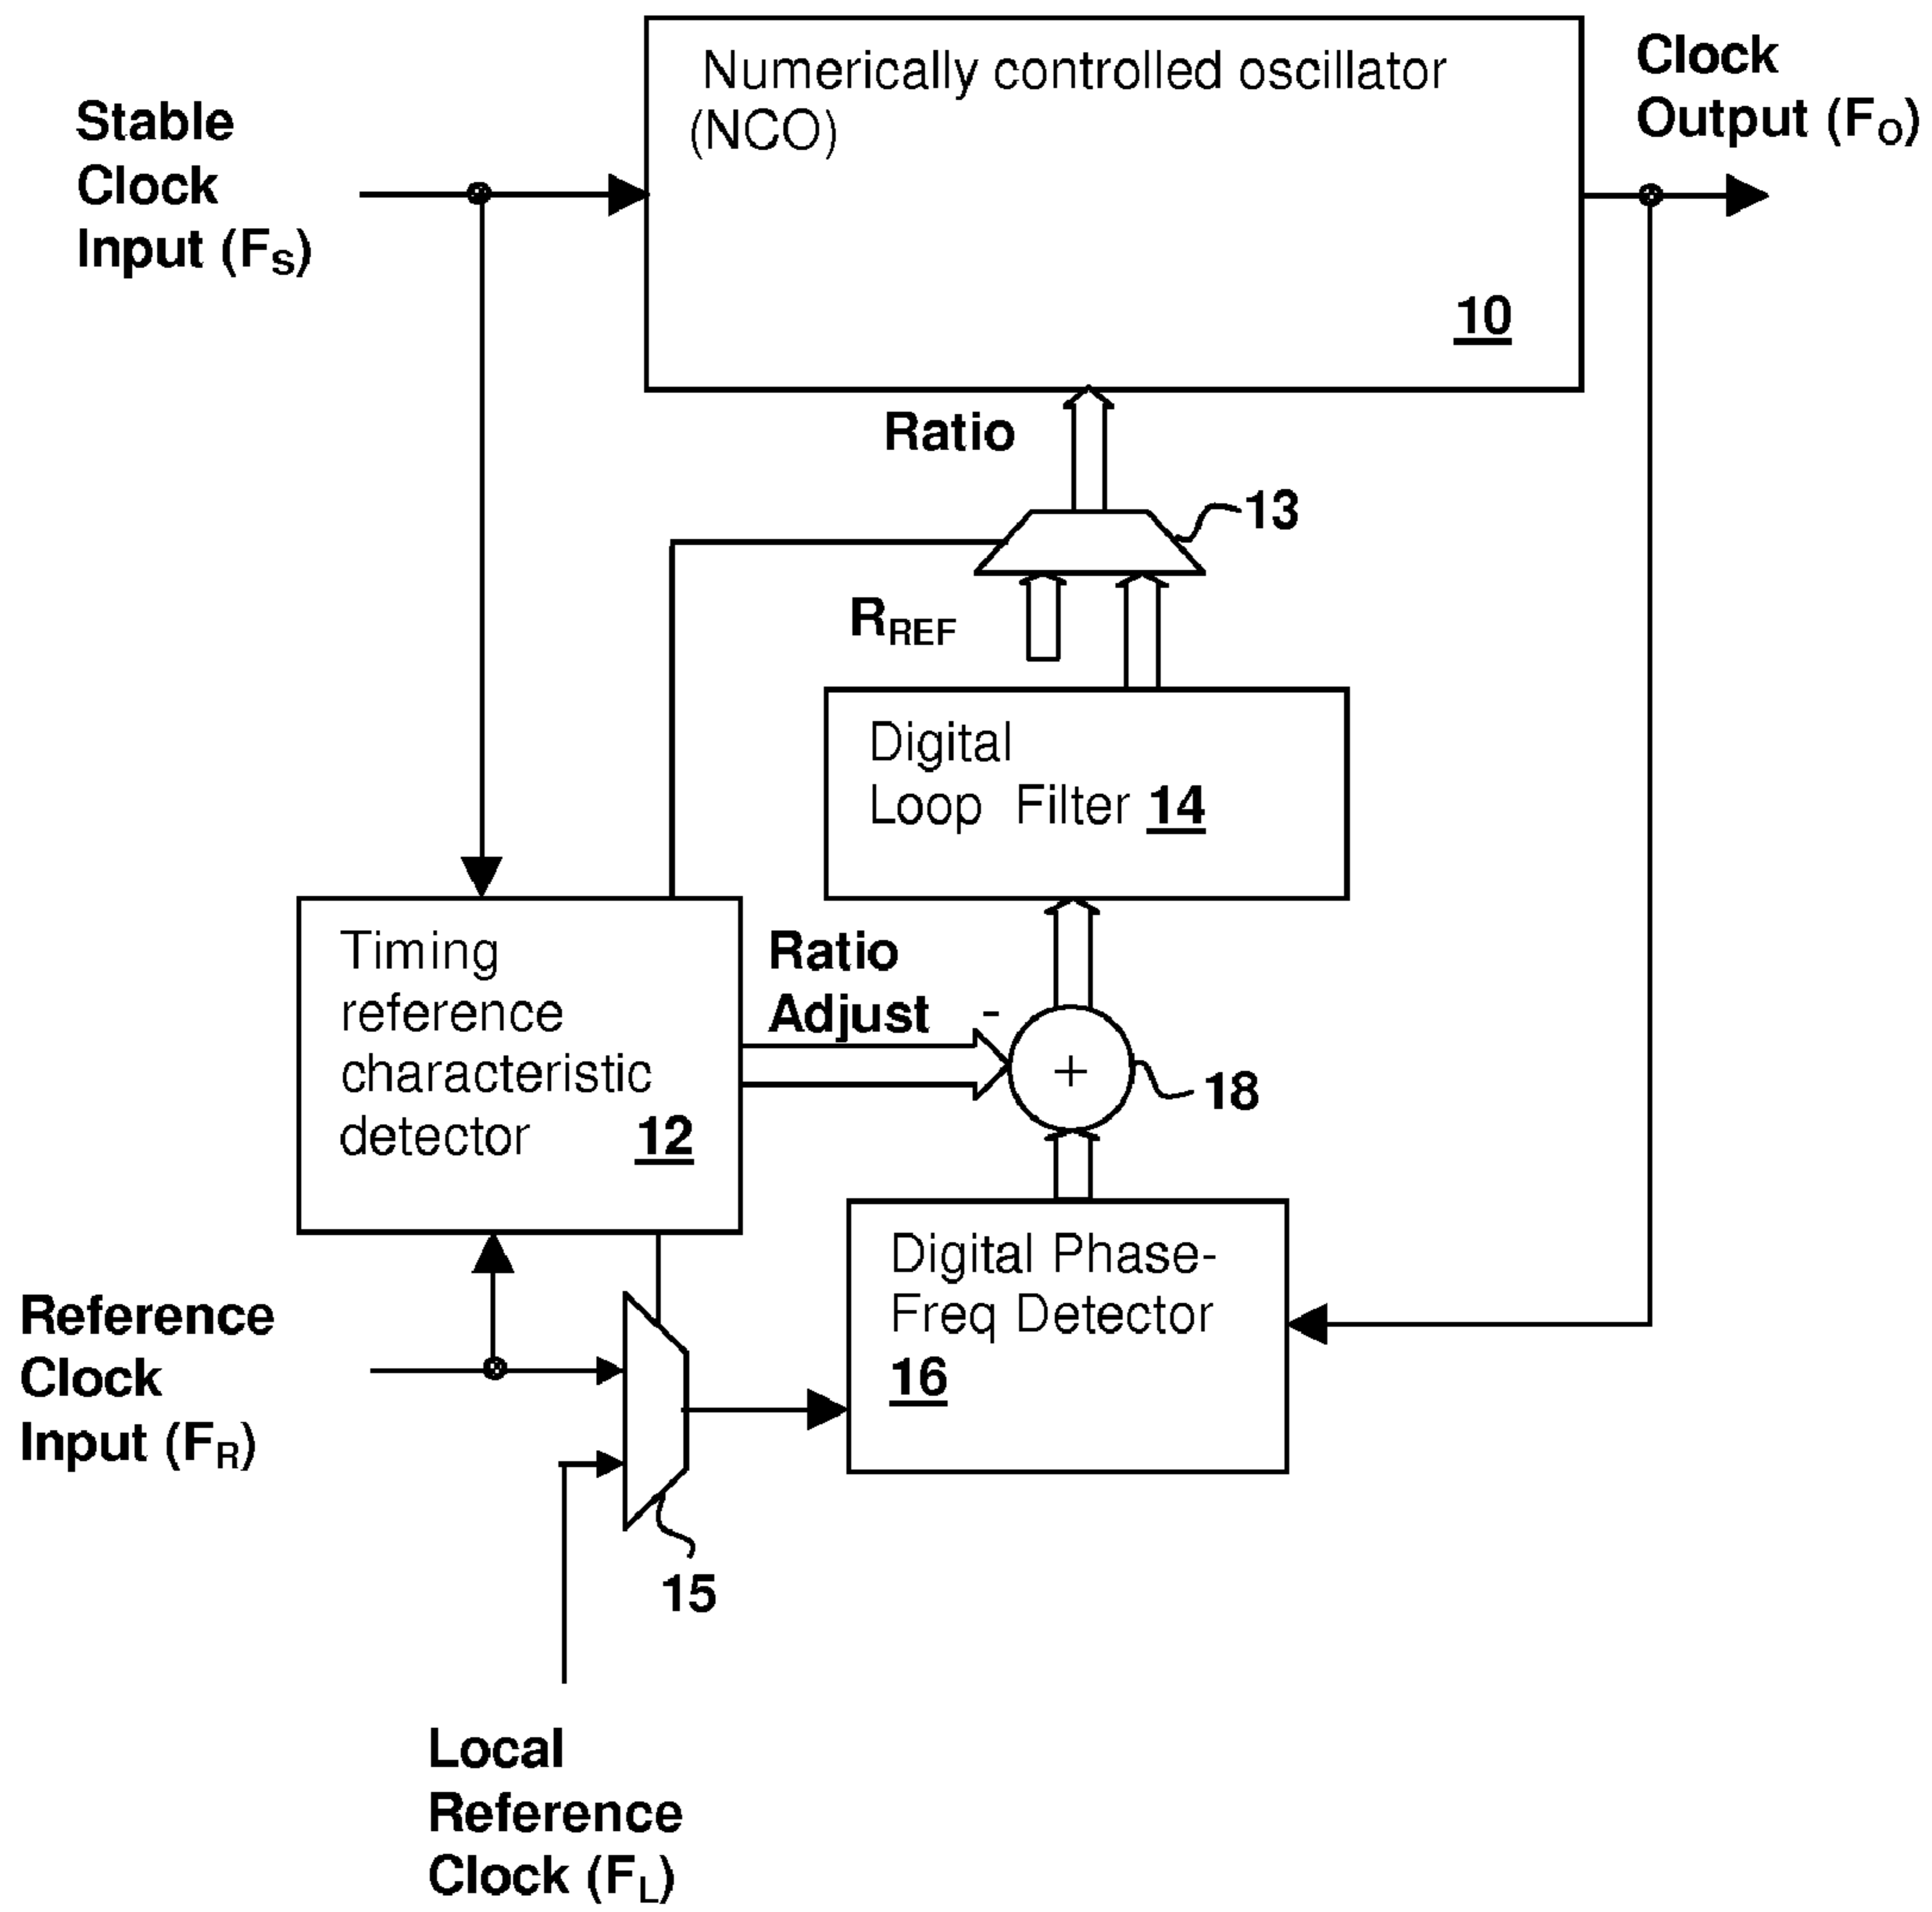 Numerically controlled oscillator
(NCO)
10
Clock
Output (FO)
Stable
Clock
Input (FS)
Ratio
13
RREF
Digital
Loop Filter 14
Timing
reference
characteristic
detector 12
Ratio
Adjust -
+
18
Digital Phase-
Freq Detector
16
Reference
Clock
Input (FR)
15
Local
Reference
Clock (FL)